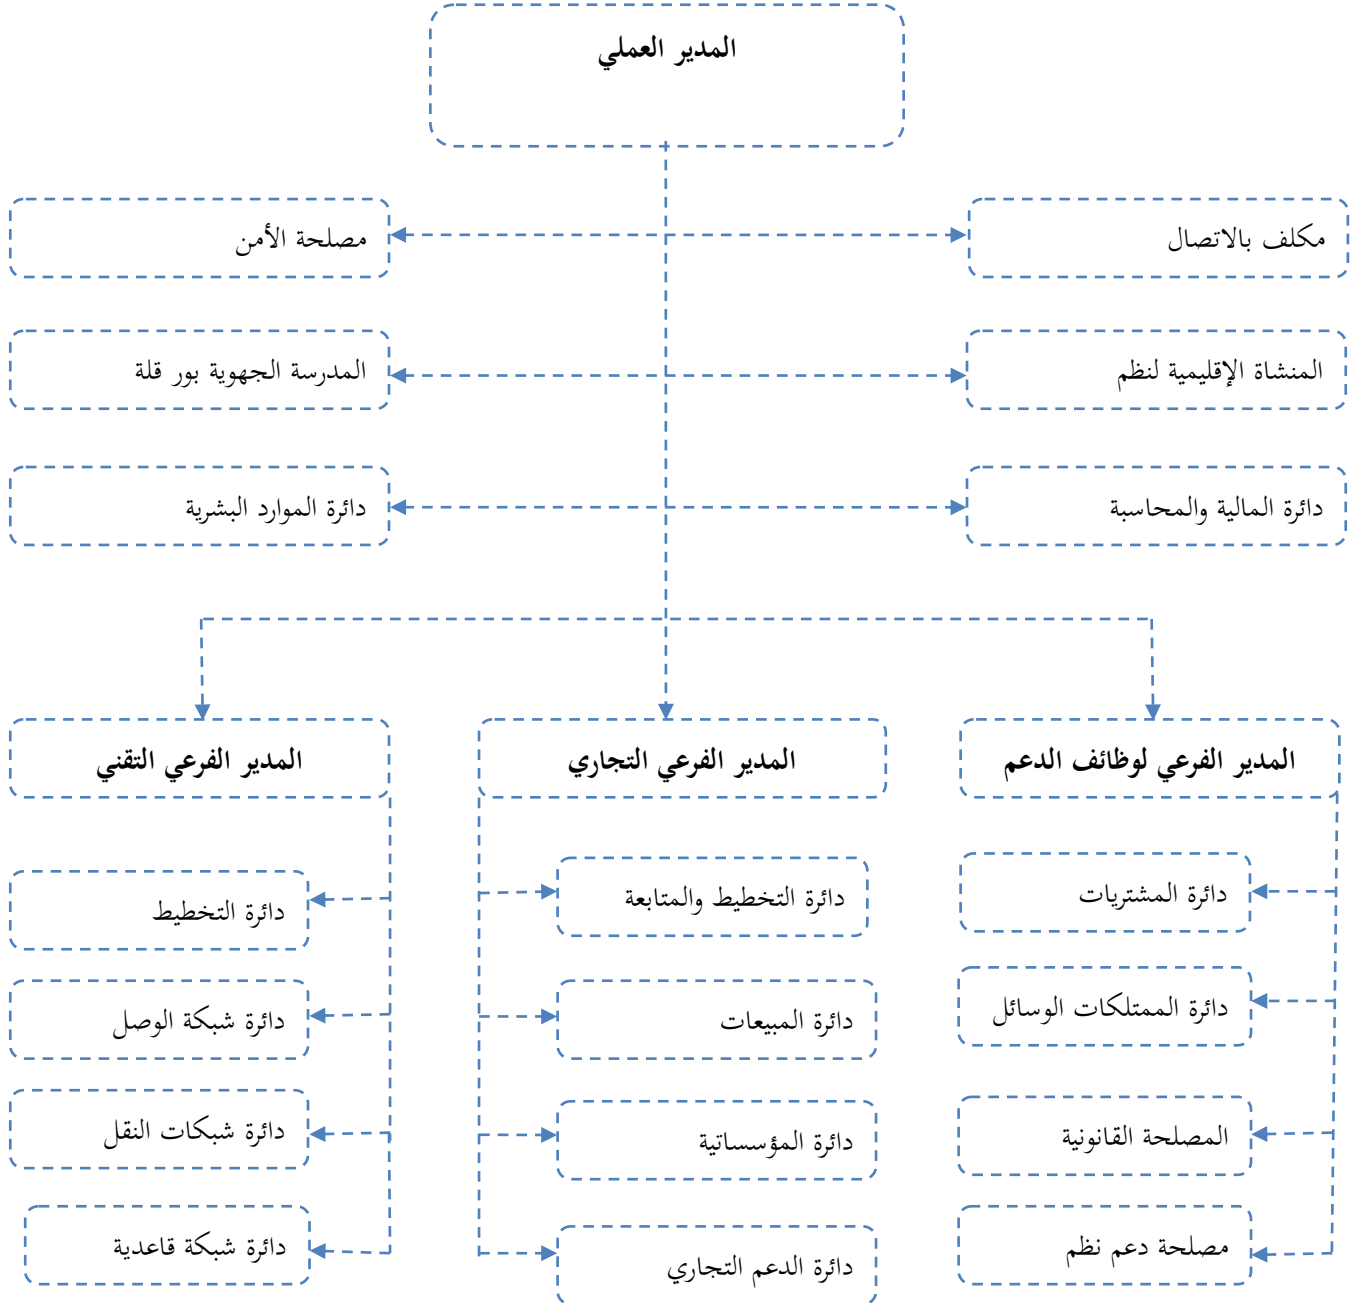 المدير العملي
مكلف بالاتصال
مصلحة الأمن
المنشاة الإقليمية لنظم
المدرسة الجهوية بور قلة
دائرة المالية والمحاسبة
دائرة الموارد البشرية
المدير الفرعي لوظائف الدعم
المدير الفرعي التجاري
المدير الفرعي التقني
دائرة المشتريات
دائرة الممتلكات الوسائل
المصلحة القانونية
مصلحة دعم نظم
دائرة التخطيط والمتابعة
دائرة المبيعات
دائرة المؤسساتية
دائرة الدعم التجاري
دائرة التخطيط
دائرة شبكة الوصل
دائرة شبكات النقل
دائرة شبكة قاعدية